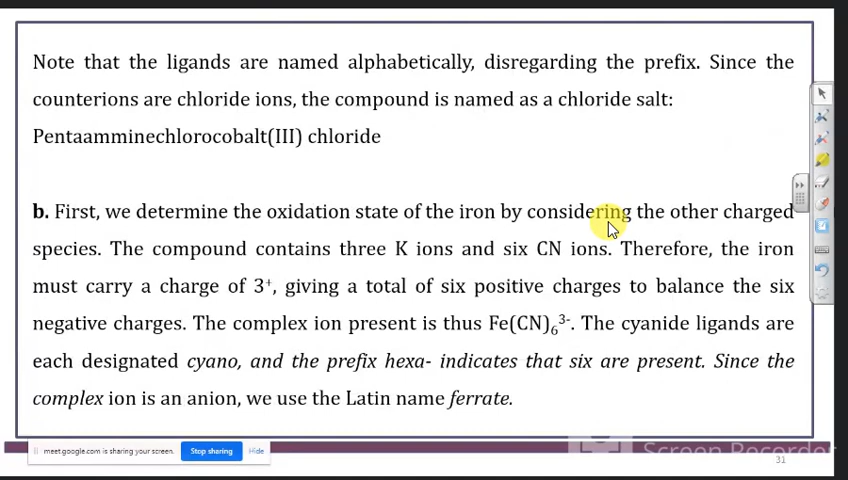 Note that the ligands are named alphabetically, disregarding the prefix. Since the
counterions are chloride ions, the compound is named as a chloride salt:
Pentaamminechlorocobalt(III) chloride
b. First, we determine the oxidation state of the iron by considering the other charged
species. The compound contains three K ions and six CN ions. Therefore, the iron
must carry a charge of 3⁺, giving a total of six positive charges to balance the six
negative charges. The complex ion present is thus Fe(CN)₆³⁻. The cyanide ligands are
each designated cyano, and the prefix hexa- indicates that six are present. Since the
complex ion is an anion, we use the Latin name ferrate.
meet.google.com is sharing your screen. Stop sharing Hide
Screen Recorder
31